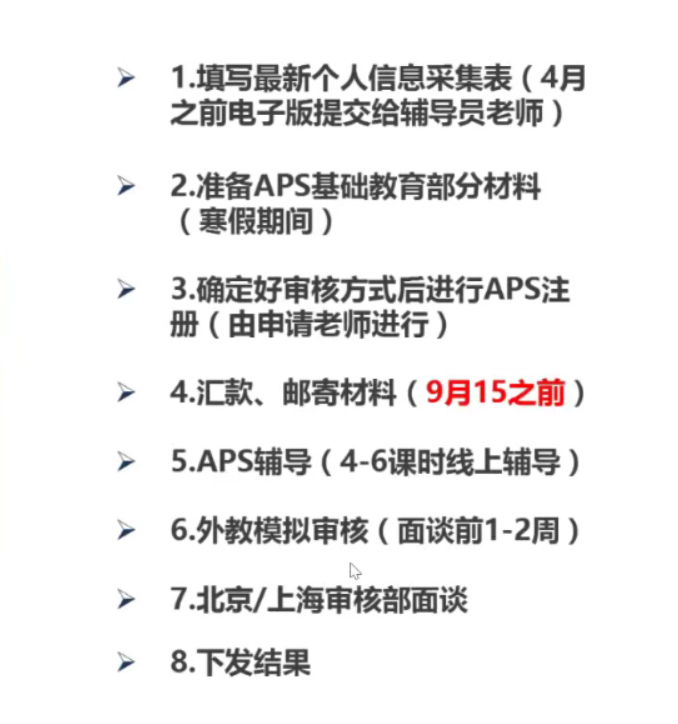 ➢ 1.填写最新个人信息采集表（4月
之前电子版提交给辅导员老师）
➢ 2.准备APS基础教育部分材料
（寒假期间）
➢ 3.确定好审核方式后进行APS注
册（由申请老师进行）
➢ 4.汇款、邮寄材料（9月15之前）
➢ 5.APS辅导（4-6课时线上辅导）
➢ 6.外教模拟审核（面谈前1-2周）
➢ 7.北京/上海审核部面谈
➢ 8.下发结果